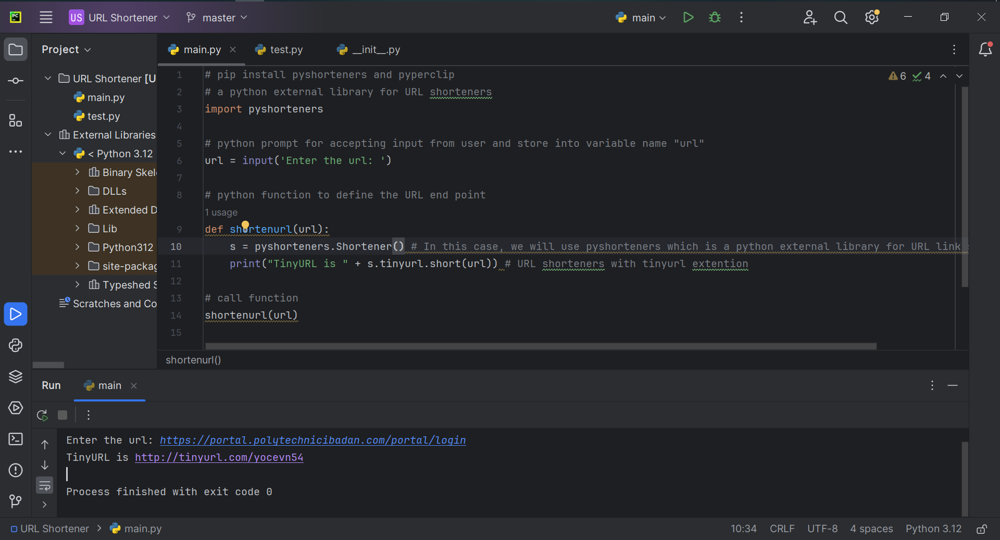 PC
US URL Shortener
master
main
Project
main.py
test.py
__init__.py
URL Shortener [U
main.py
test.py
External Libraries
< Python 3.12
Binary Skel
DLLs
Extended D
Lib
Python312
site-packag
Typeshed S
Scratches and Co
6 4
1 # pip install pyshorteners and pyperclip
2 # a python external library for URL shorteners
3 import pyshorteners
4
5 # python prompt for accepting input from user and store into variable name "url"
6 url = input('Enter the url: ')
7
8 # python function to define the URL end point
1 usage
9 def shortenurl(url):
10 s = pyshorteners.Shortener() # In this case, we will use pyshorteners which is a python external library for URL link
11 print("TinyURL is " + s.tinyurl.short(url)) # URL shorteners with tinyurl extention
12
13 # call function
14 shortenurl(url)
15
shortenurl()
Run main
Enter the url: https://portal.polytechnicibadan.com/portal/login
TinyURL is http://tinyurl.com/yocevn54
Process finished with exit code 0
URL Shortener > main.py
10:34 CRLF UTF-8 4 spaces Python 3.12